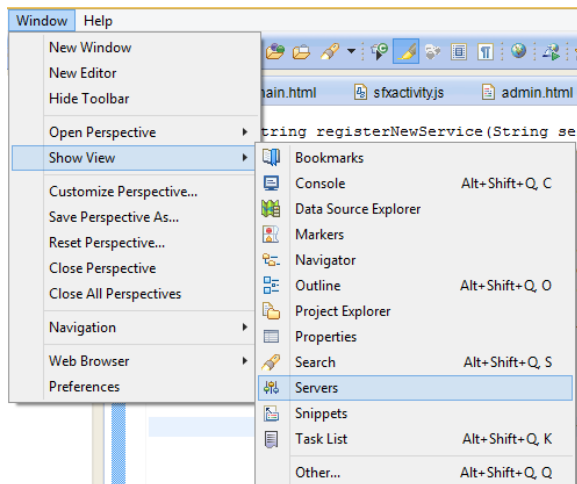 Window Help
New Window
New Editor
Hide Toolbar
ain.html sfxactivity.js admin.html
Open Perspective
tring registerNewService(String se
Show View
Bookmarks
Console Alt+Shift+Q, C
Customize Perspective...
Data Source Explorer
Save Perspective As...
Markers
Reset Perspective...
Navigator
Close Perspective
Outline Alt+Shift+Q, O
Close All Perspectives
Project Explorer
Navigation
Properties
Web Browser
Search Alt+Shift+Q, S
Preferences
Servers
Snippets
Task List Alt+Shift+Q, K
Other... Alt+Shift+Q, Q